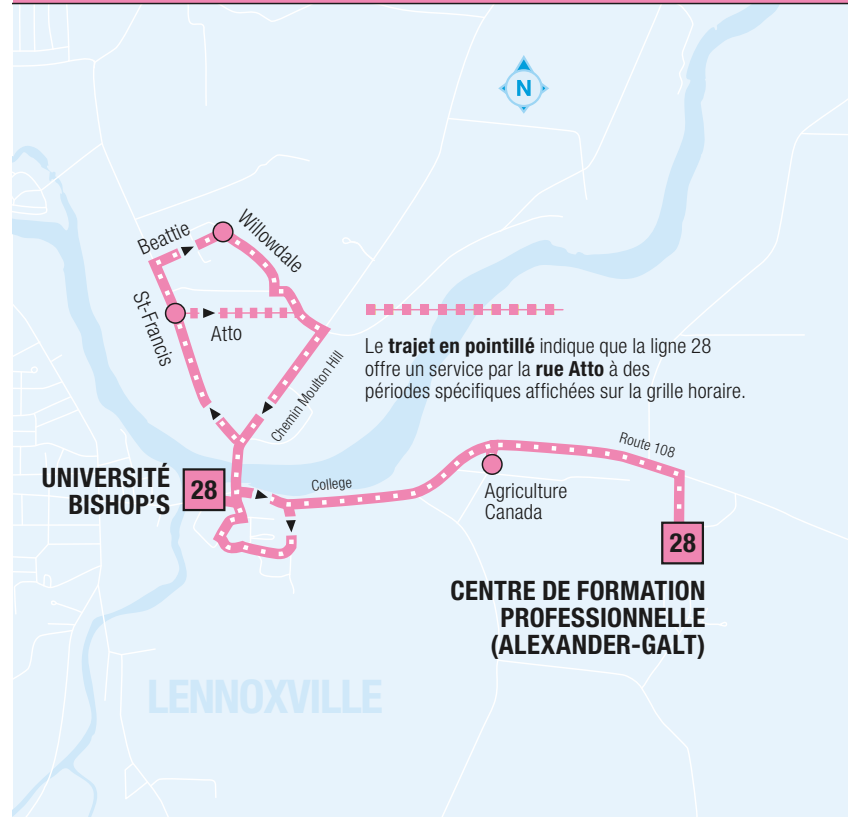 N
Beattie
Willowdale
St-Francis
Atto
Le trajet en pointillé indique que la ligne 28
offre un service par la rue Atto à des
périodes spécifiques affichées sur la grille horaire.
Chemin Moulton Hill
UNIVERSITÉ
BISHOP'S
28
College
Route 108
Agriculture
Canada
28
CENTRE DE FORMATION
PROFESSIONNELLE
(ALEXANDER-GALT)
LENNOXVILLE